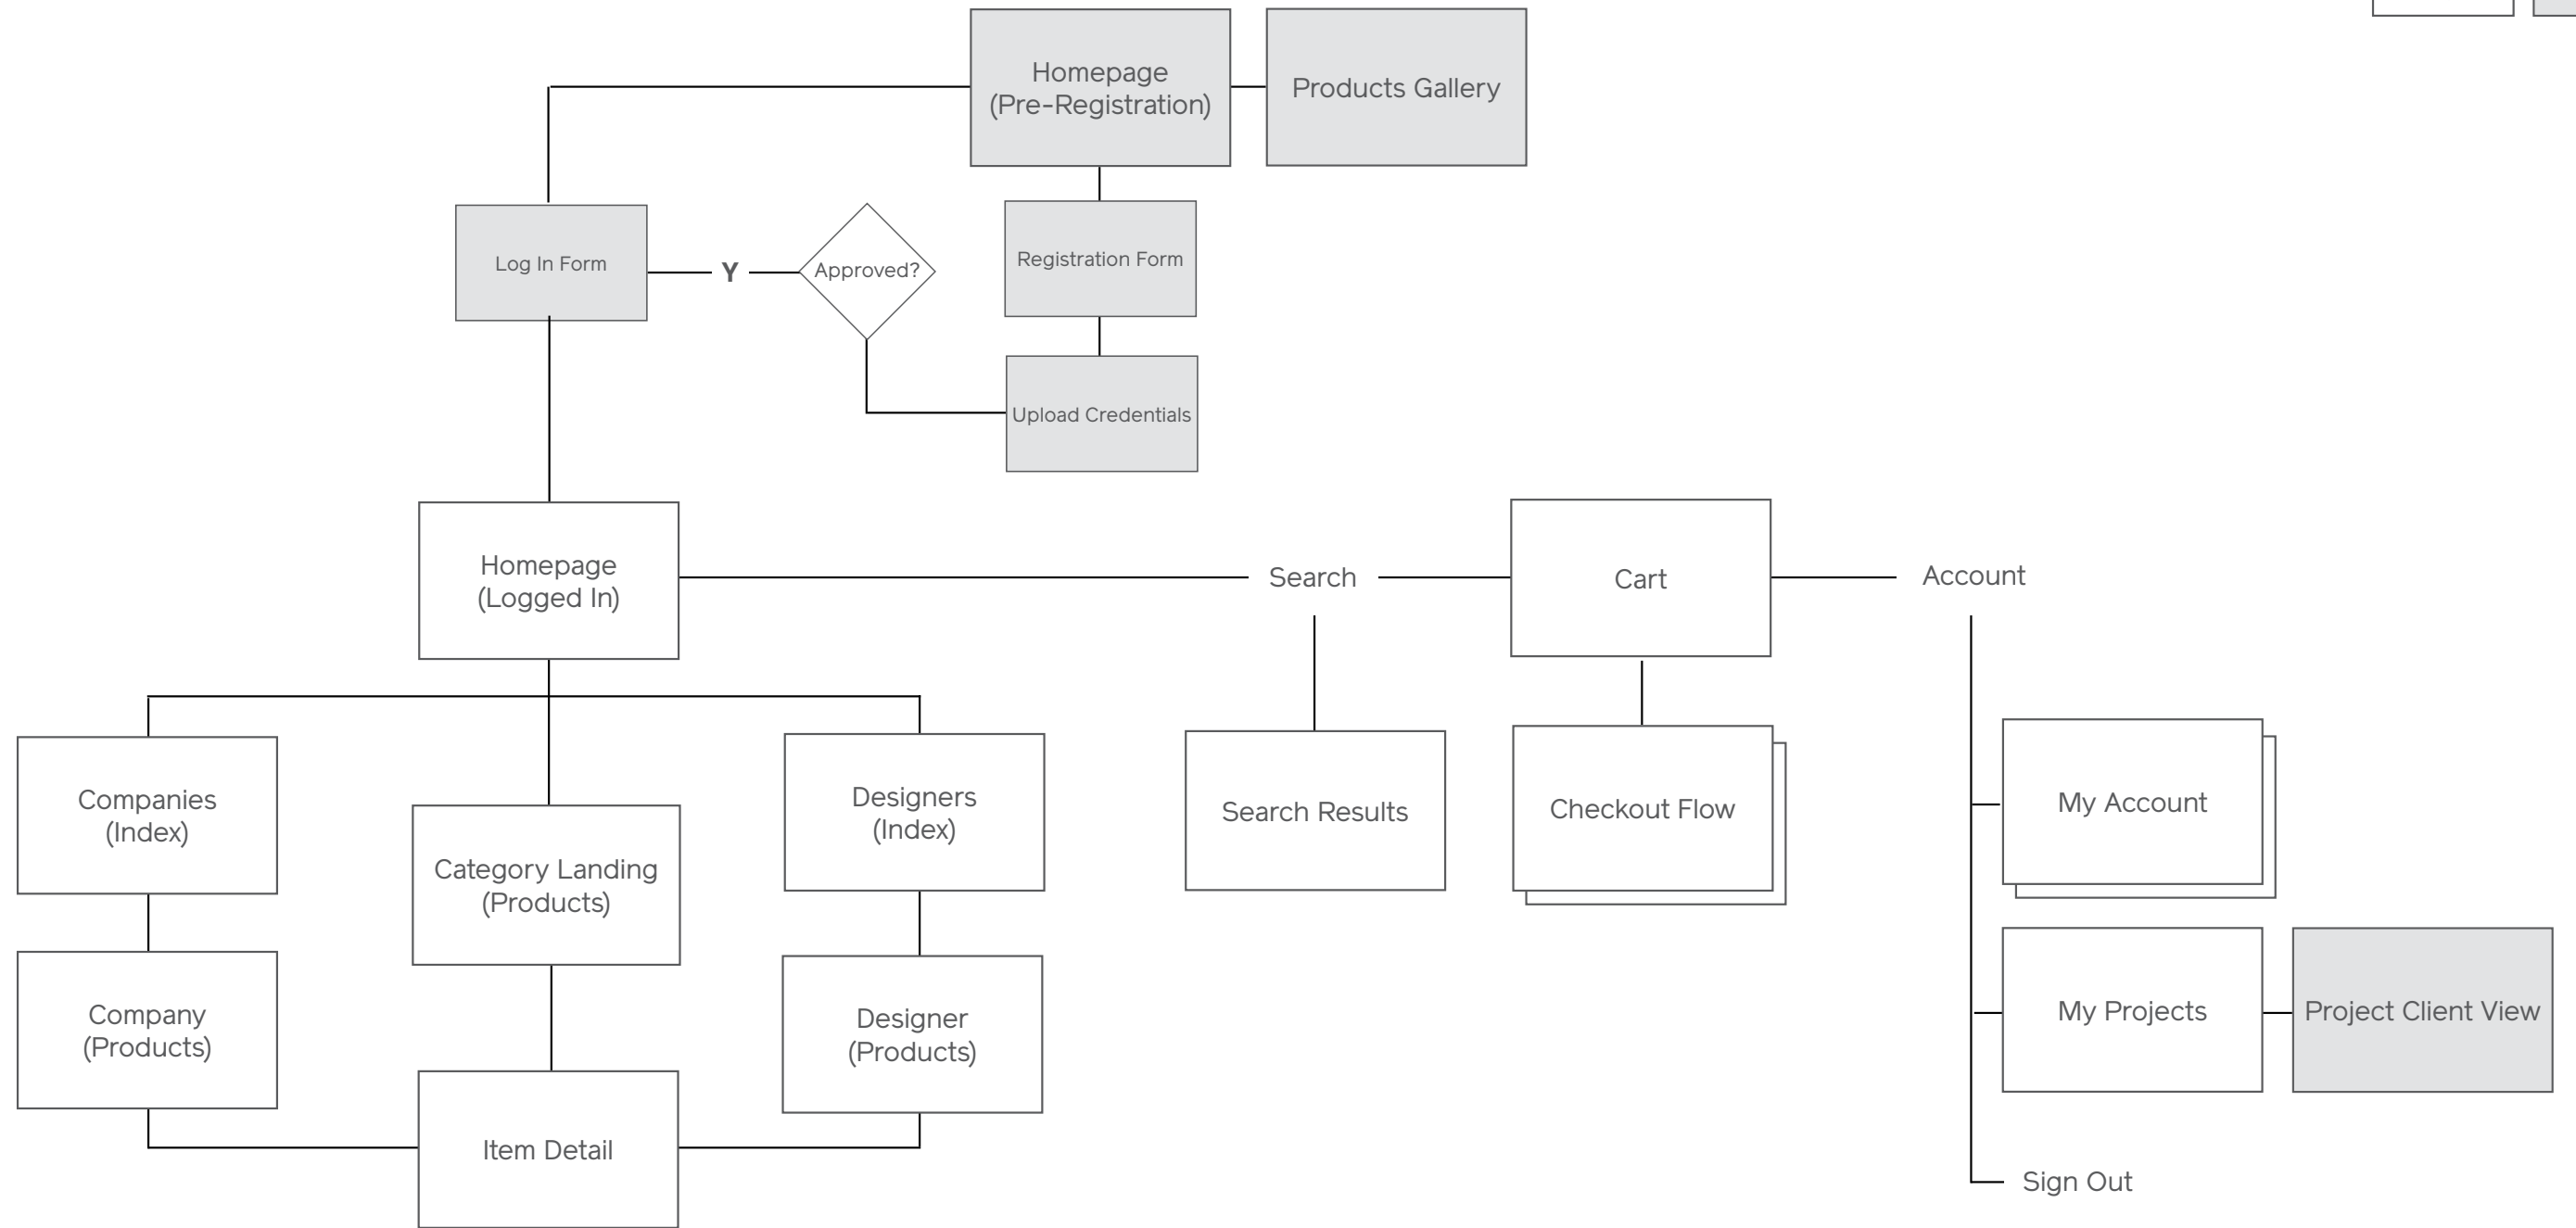 Homepage
(Pre-Registration)
Products Gallery
Log In Form
Y
Approved?
Registration Form
Upload Credentials
Homepage
(Logged In)
Search
Cart
Account
Companies
(Index)
Category Landing
(Products)
Designers
(Index)
Search Results
Checkout Flow
My Account
Company
(Products)
Designer
(Products)
My Projects
Project Client View
Item Detail
Sign Out